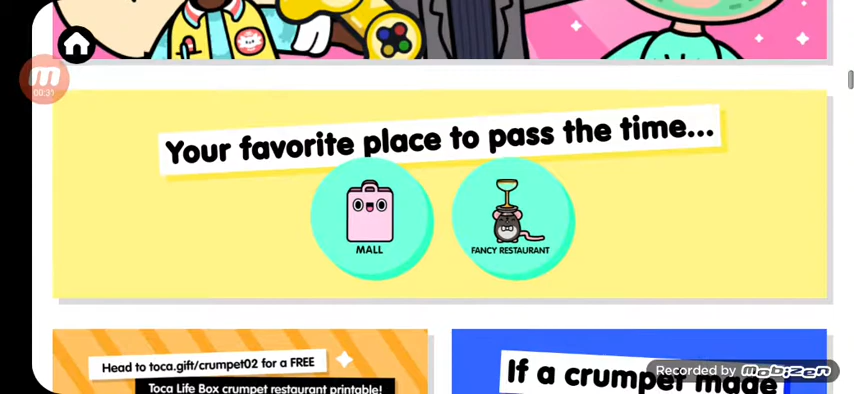 00:31
Your favorite place to pass the time...
MALL
FANCY RESTAURANT
Head to toca.gift/crumpet02 for a FREE
Toca Life Box crumpet restaurant printable!
If a crumpet made
Recorded by mobizen